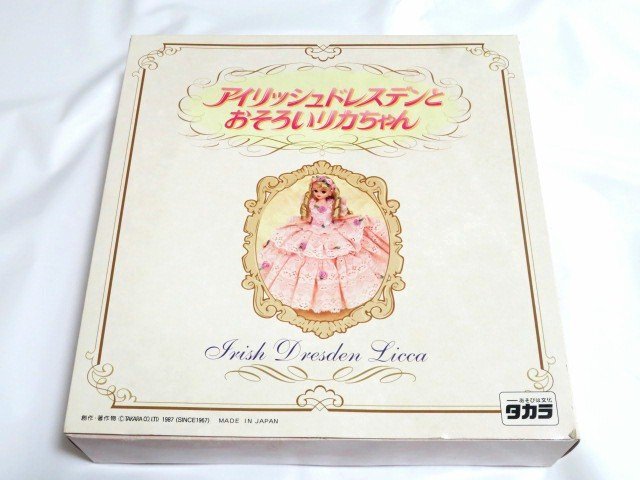 アイリッシュドレスデンと
おそろいリカちゃん
Irish Dresden Licca
創作・著作物 ©TAKARA CO.,LTD. 1987 (SINCE1967) MADE IN JAPAN
あそびは文化
タカラ